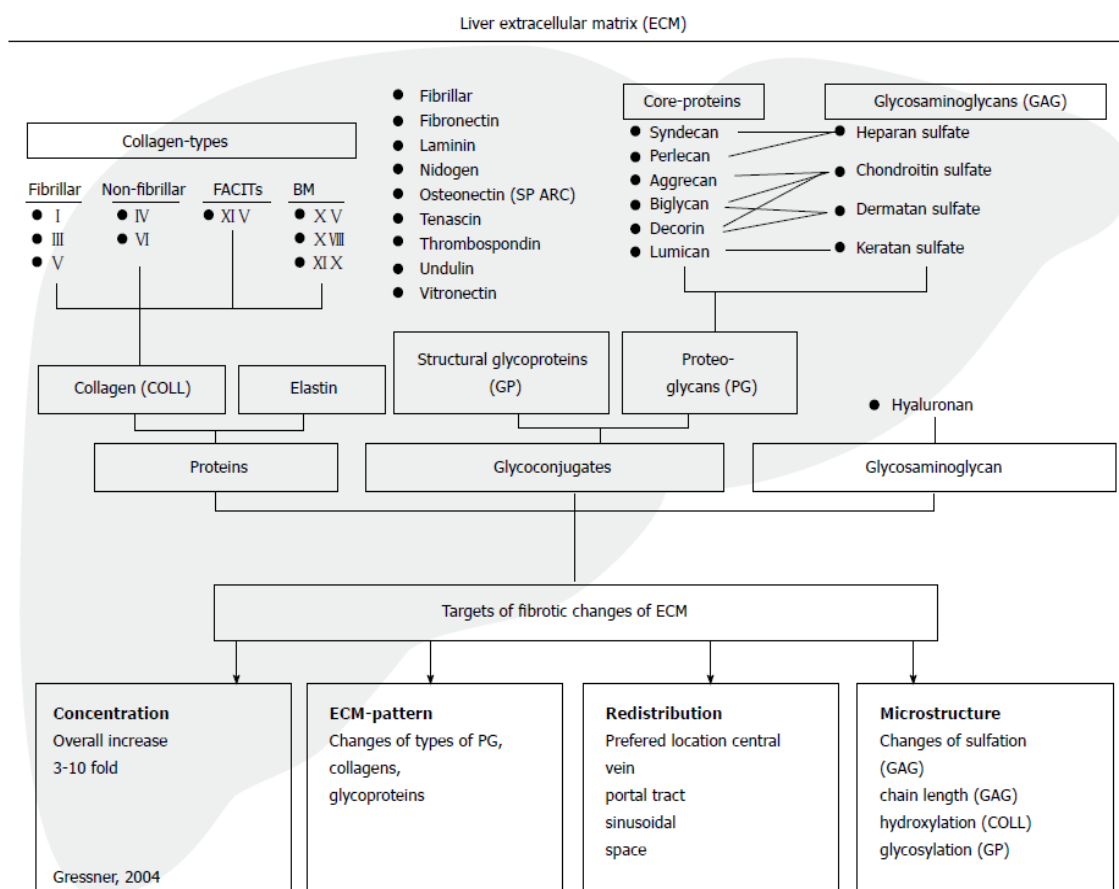 Liver extracellular matrix (ECM)
Collagen-types
Fibrillar
● I
● III
● V
Non-fibrillar
● IV
● VI
FACITs
● XI V
BM
● X V
● X VIII
● XI X
● Fibrillar
● Fibronectin
● Laminin
● Nidogen
● Osteonectin (SP ARC)
● Tenascin
● Thrombospondin
● Undulin
● Vitronectin
Core-proteins
● Syndecan
● Perlecan
● Aggrecan
● Biglycan
● Decorin
● Lumican
Glycosaminoglycans (GAG)
● Heparan sulfate
● Chondroitin sulfate
● Dermatan sulfate
● Keratan sulfate
Collagen (COLL)
Elastin
Structural glycoproteins
(GP)
Proteo-
glycans (PG)
● Hyaluronan
Proteins
Glycoconjugates
Glycosaminoglycan
Targets of fibrotic changes of ECM
Concentration
Overall increase
3-10 fold
Gressner, 2004
ECM-pattern
Changes of types of PG,
collagens,
glycoproteins
Redistribution
Prefered location central
vein
portal tract
sinusoidal
space
Microstructure
Changes of sulfation
(GAG)
chain length (GAG)
hydroxylation (COLL)
glycosylation (GP)